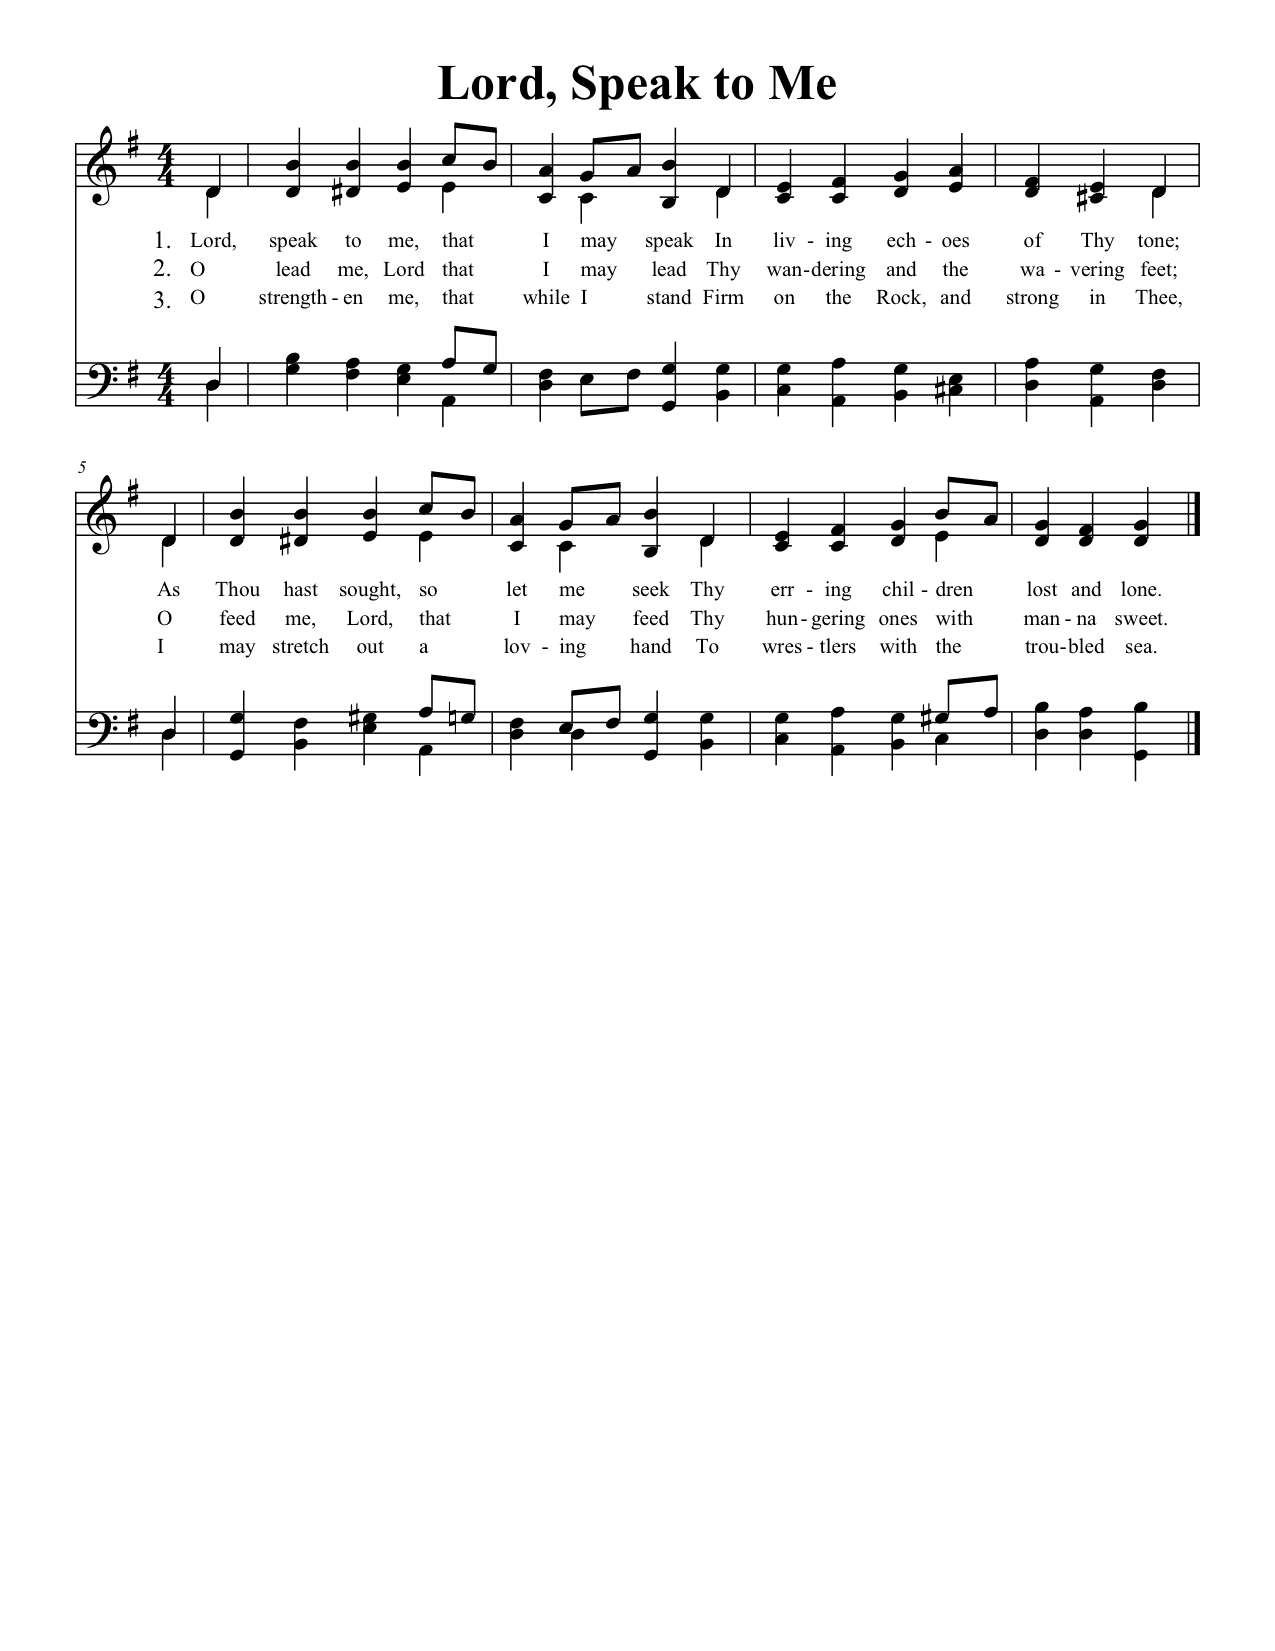 Lord, Speak to Me
4 4
1. Lord, speak to me, that I may speak In liv - ing ech - oes of Thy tone;
2. O lead me, Lord that I may lead Thy wan - dering and the wa - vering feet;
3. O strength - en me, that while I stand Firm on the Rock, and strong in Thee,
4 4
5
As Thou hast sought, so let me seek Thy err - ing chil - dren lost and lone.
O feed me, Lord, that I may feed Thy hun - gering ones with man - na sweet.
I may stretch out a lov - ing hand To wres - tlers with the trou - bled sea.